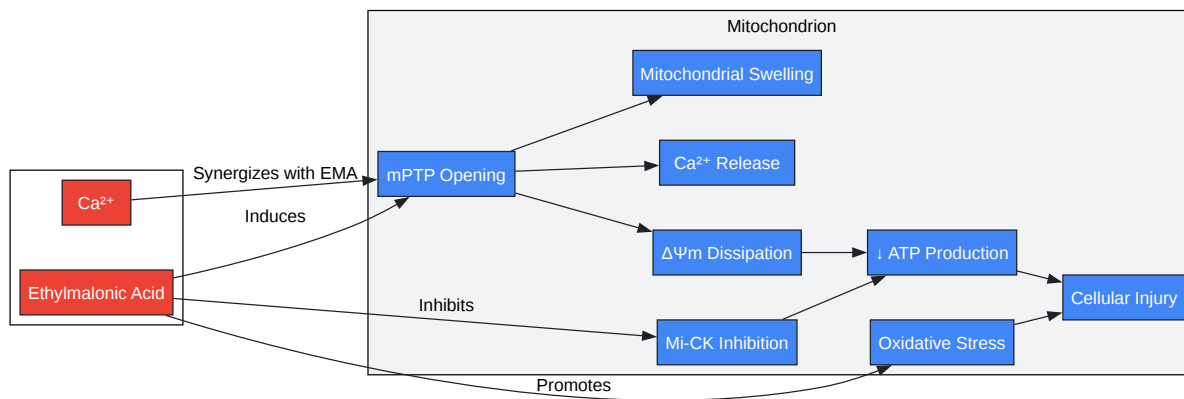 Mitochondrion
Mitochondrial Swelling
Synergizes with EMA
mPTP Opening
Ca²⁺ Release
Ca²⁺
Induces
ΔΨm Dissipation
↓ ATP Production
Ethylmalonic Acid
Inhibits
Cellular Injury
Mi-CK Inhibition
Oxidative Stress
Promotes